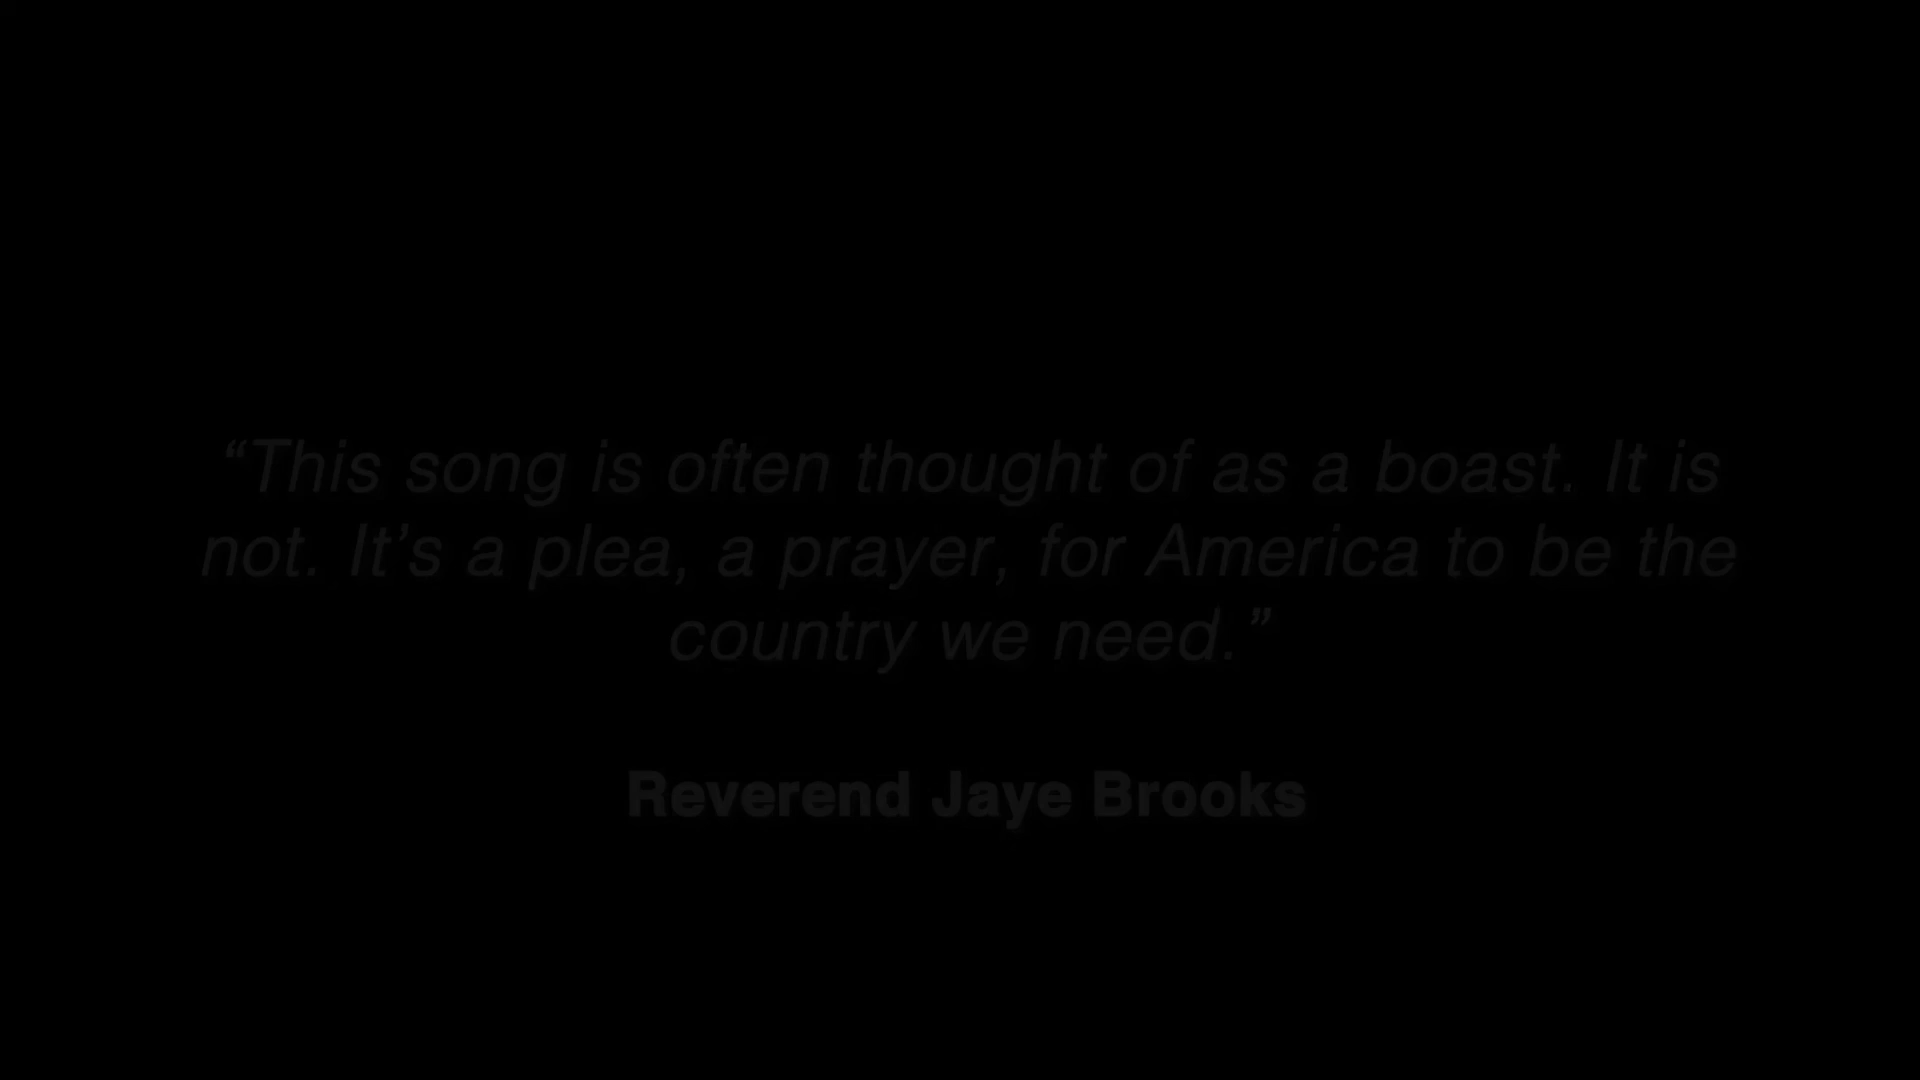 “This song is often thought of as a boast. It is
not. It’s a plea, a prayer, for America to be the
country we need.”
Reverend Jaye Brooks